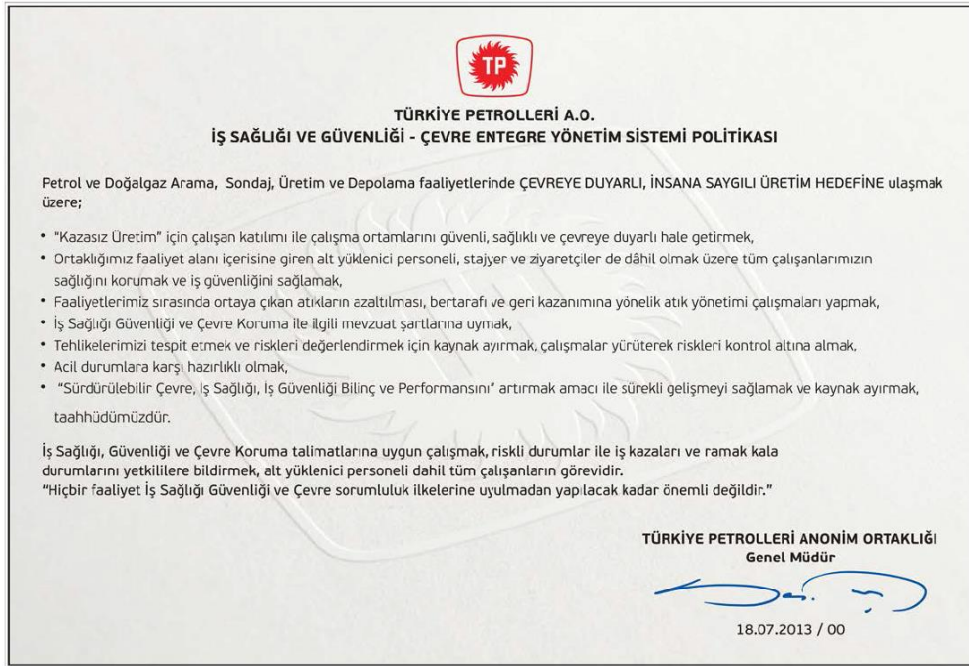 TP
TÜRKİYE PETROLLERİ A.O.
İŞ SAĞLIĞI VE GÜVENLİĞİ - ÇEVRE ENTEGRE YÖNETİM SİSTEMİ POLİTİKASI
Petrol ve Doğalgaz Arama, Sondaj, Üretim ve Depolama faaliyetlerinde ÇEVREYE DUYARLI, İNSANA SAYGILI ÜRETİM HEDEFİNE ulaşmak
üzere;
• "Kazasız Üretim" için çalışan katılımı ile çalışma ortamlarını güvenli, sağlıklı ve çevreye duyarlı hale getirmek,
• Ortaklığımız faaliyet alanı içerisine giren alt yüklenici personeli, stajyer ve ziyaretçiler de dâhil olmak üzere tüm çalışanlarımızın
sağlığını korumak ve iş güvenliğini sağlamak,
• Faaliyetlerimiz sırasında ortaya çıkan atıkların azaltılması, bertarafı ve geri kazanımına yönelik atık yönetimi çalışmaları yapmak,
• İş Sağlığı Güvenliği ve Çevre Koruma ile ilgili mevzuat şartlarına uymak,
• Tehlikelerimizi tespit etmek ve riskleri değerlendirmek için kaynak ayırmak, çalışmalar yürüterek riskleri kontrol altına almak,
• Acil durumlara karşı hazırlıklı olmak,
• "Sürdürülebilir Çevre, İş Sağlığı, İş Güvenliği Bilinç ve Performansını' artırmak amacı ile sürekli gelişmeyi sağlamak ve kaynak ayırmak,
taahhüdümüzdür.
İş Sağlığı, Güvenliği ve Çevre Koruma talimatlarına uygun çalışmak, riskli durumlar ile iş kazaları ve ramak kala
durumlarını yetkililere bildirmek, alt yüklenici personeli dahil tüm çalışanların görevidir.
"Hiçbir faaliyet İş Sağlığı Güvenliği ve Çevre sorumluluk ilkelerine uyulmadan yapılacak kadar önemli değildir."
TÜRKİYE PETROLLERİ ANONİM ORTAKLIĞI
Genel Müdür
18.07.2013 / 00